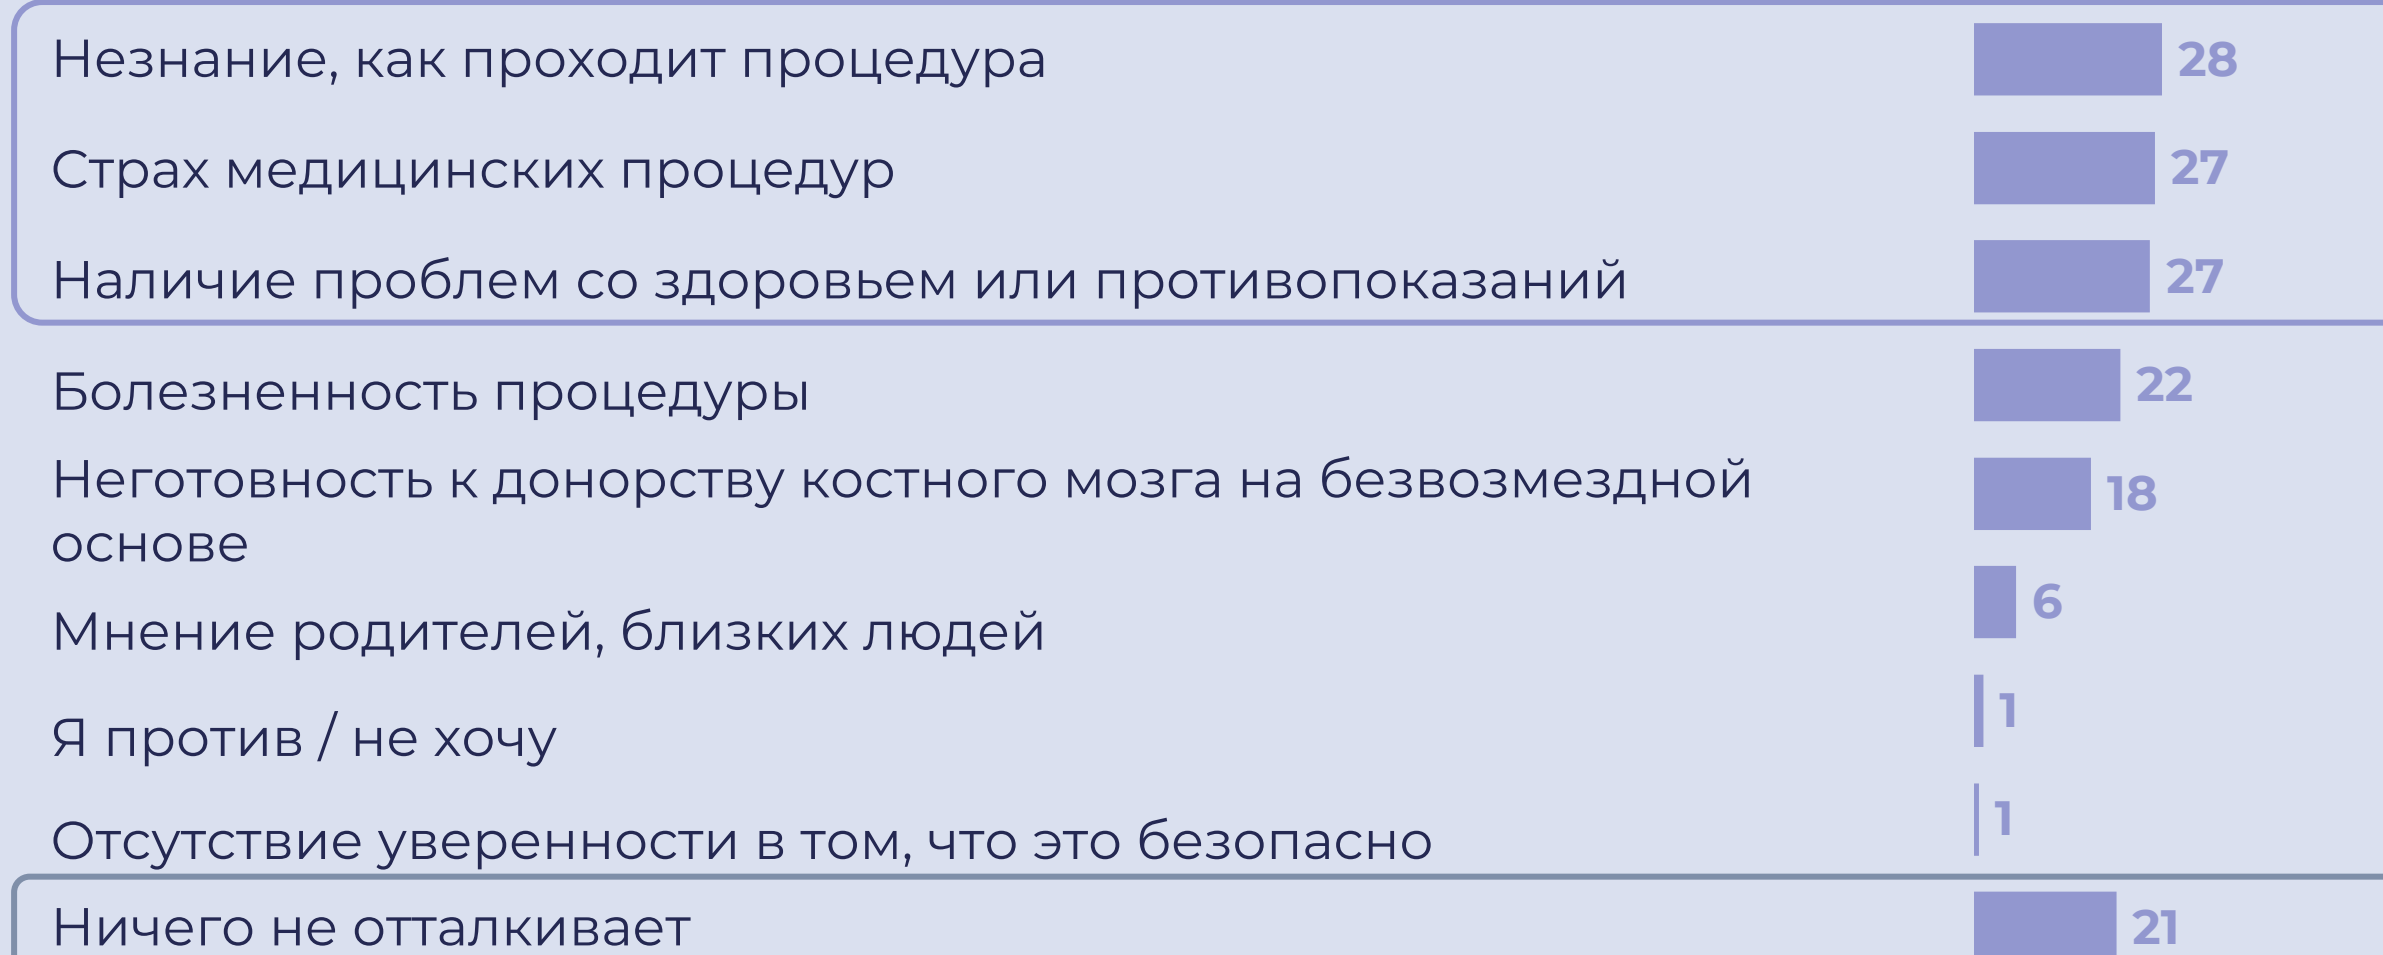 Незнание, как проходит процедура 28
Страх медицинских процедур 27
Наличие проблем со здоровьем или противопоказаний 27
Болезненность процедуры 22
Неготовность к донорству костного мозга на безвозмездной
основе 18
Мнение родителей, близких людей 6
Я против / не хочу 1
Отсутствие уверенности в том, что это безопасно 1
Ничего не отталкивает 21